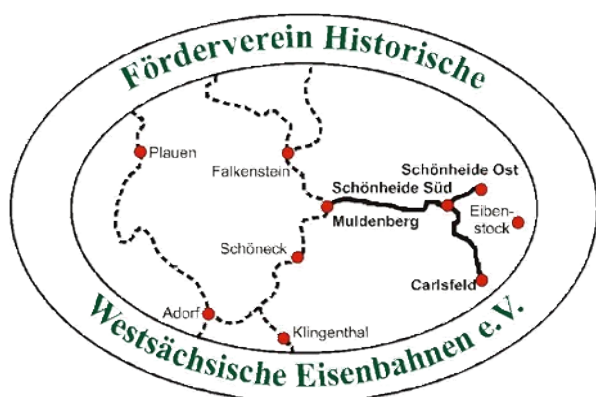 Förderverein Historische
Plauen
Falkenstein
Schönheide Ost
Schönheide Süd
Eiben-
stock
Muldenberg
Schöneck
Carlsfeld
Adorf
Klingenthal
Westsächsische Eisenbahnen e.V.